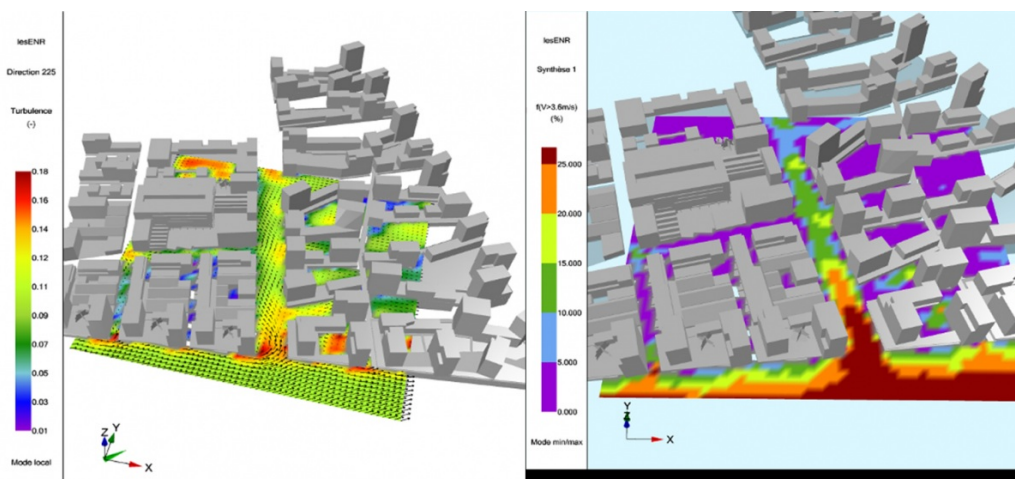 lesENR
Direction 225
Turbulence
(-)
0.18
0.16
0.14
0.12
0.11
0.09
0.07
0.05
0.03
0.01
Mode local
Z
Y
X
lesENR
Synthèse 1
f(V>3.6m/s)
(%)
25.000
20.000
15.000
10.000
5.000
0.000
Mode min/max
Y
Z
X